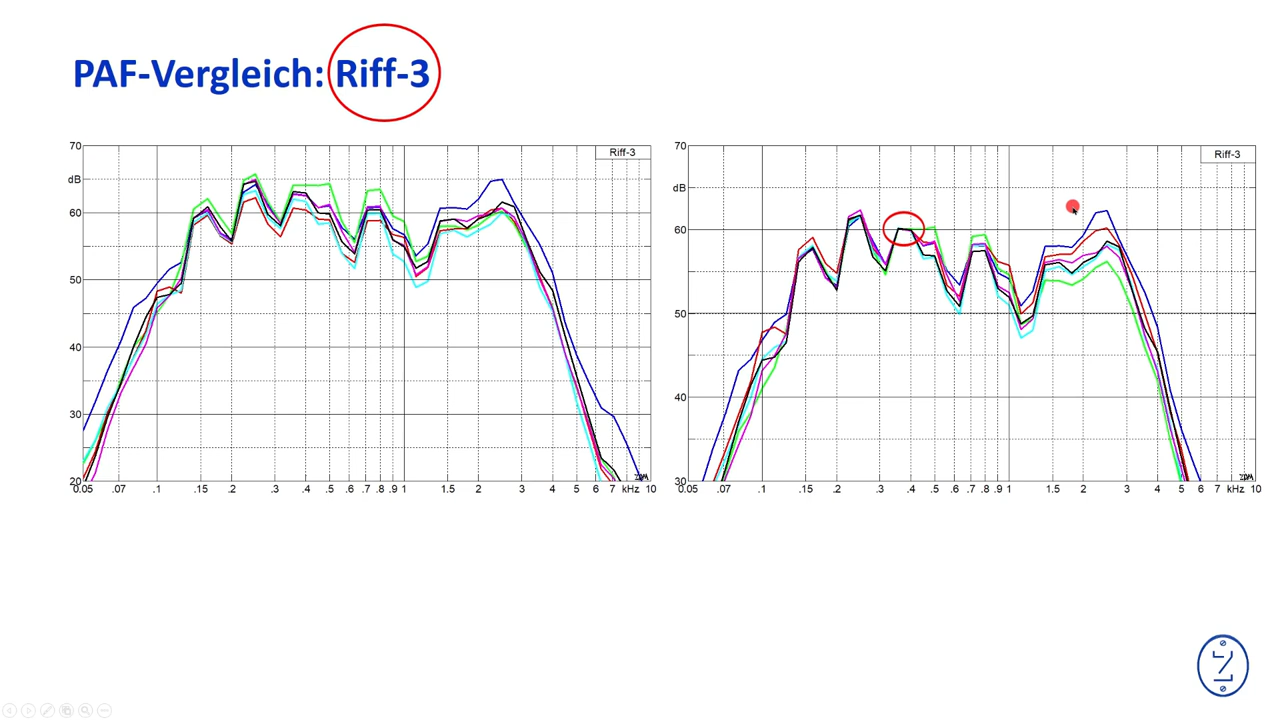 PAF-Vergleich: Riff-3
70
Riff-3
dB
60
50
40
30
20
0.05 .07 .1 .15 .2 .3 .4 .5 .6 .7 .8 .9 1 1.5 2 3 4 5 6 7 kHz 10
70
Riff-3
dB
60
50
40
30
0.05 .07 .1 .15 .2 .3 .4 .5 .6 .7 .8 .9 1 1.5 2 3 4 5 6 7 kHz 10